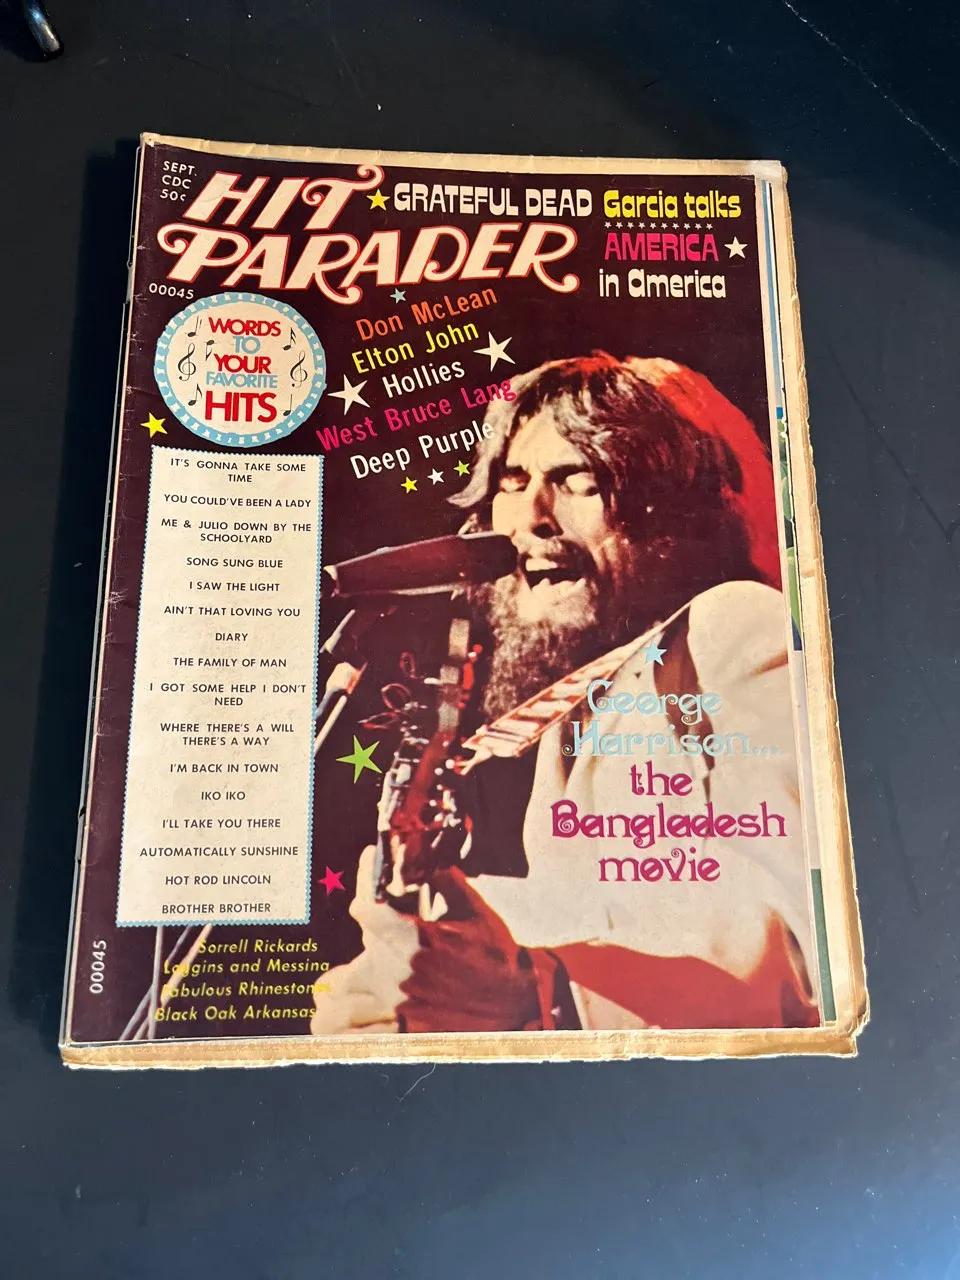 SEPT.
CDC
50¢
HIT
PARADER
00045
GRATEFUL DEAD Garcia talks
AMERICA
in America
Don McLean
Elton John
Hollies
West Bruce Lang
Deep Purple
WORDS
TO
YOUR
FAVORITE
HITS
IT'S GONNA TAKE SOME
TIME
YOU COULD'VE BEEN A LADY
ME & JULIO DOWN BY THE
SCHOOLYARD
SONG SUNG BLUE
I SAW THE LIGHT
AIN'T THAT LOVING YOU
DIARY
THE FAMILY OF MAN
I GOT SOME HELP I DON'T
NEED
WHERE THERE'S A WILL
THERE'S A WAY
I'M BACK IN TOWN
IKO IKO
I'LL TAKE YOU THERE
AUTOMATICALLY SUNSHINE
HOT ROD LINCOLN
BROTHER BROTHER
George
Harrison...
the
Bangladesh
movie
Sorrell Rickards
Loggins and Messina
Fabulous Rhinestones
Black Oak Arkansas
00045